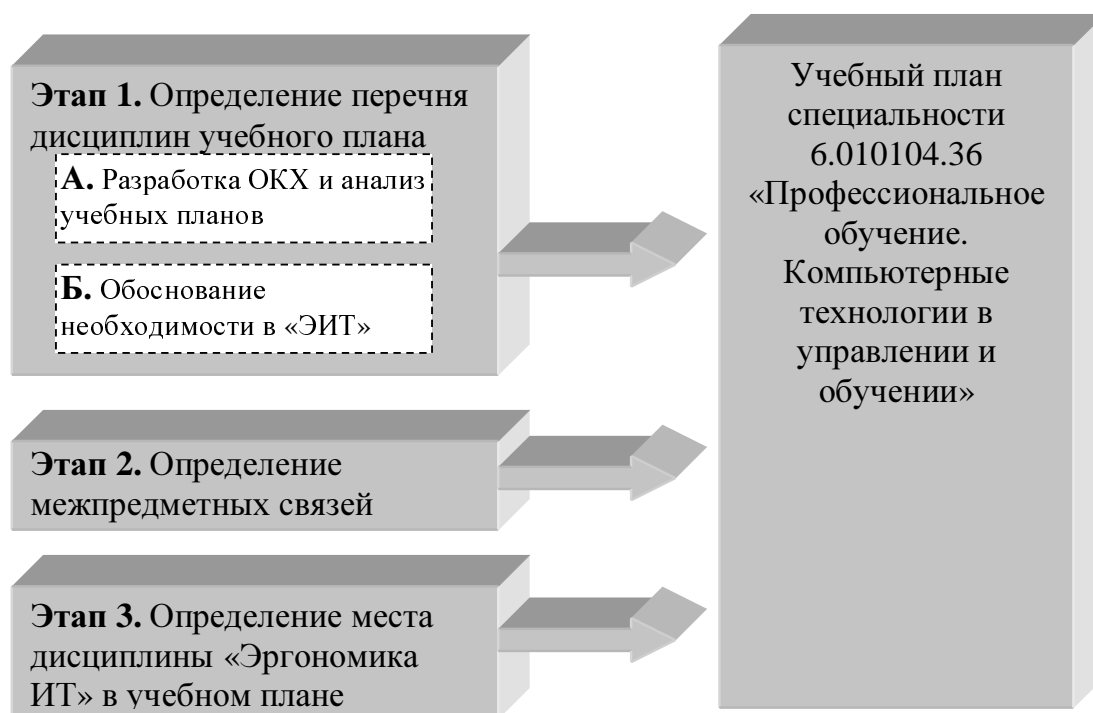 Этап 1. Определение перечня
дисциплин учебного плана
А. Разработка ОКХ и анализ
учебных планов
Б. Обоснование
необходимости в «ЭИТ»
Этап 2. Определение
межпредметных связей
Этап 3. Определение места
дисциплины «Эргономика
ИТ» в учебном плане
Учебный план
специальности
6.010104.36
«Профессиональное
обучение.
Компьютерные
технологии в
управлении и
обучении»